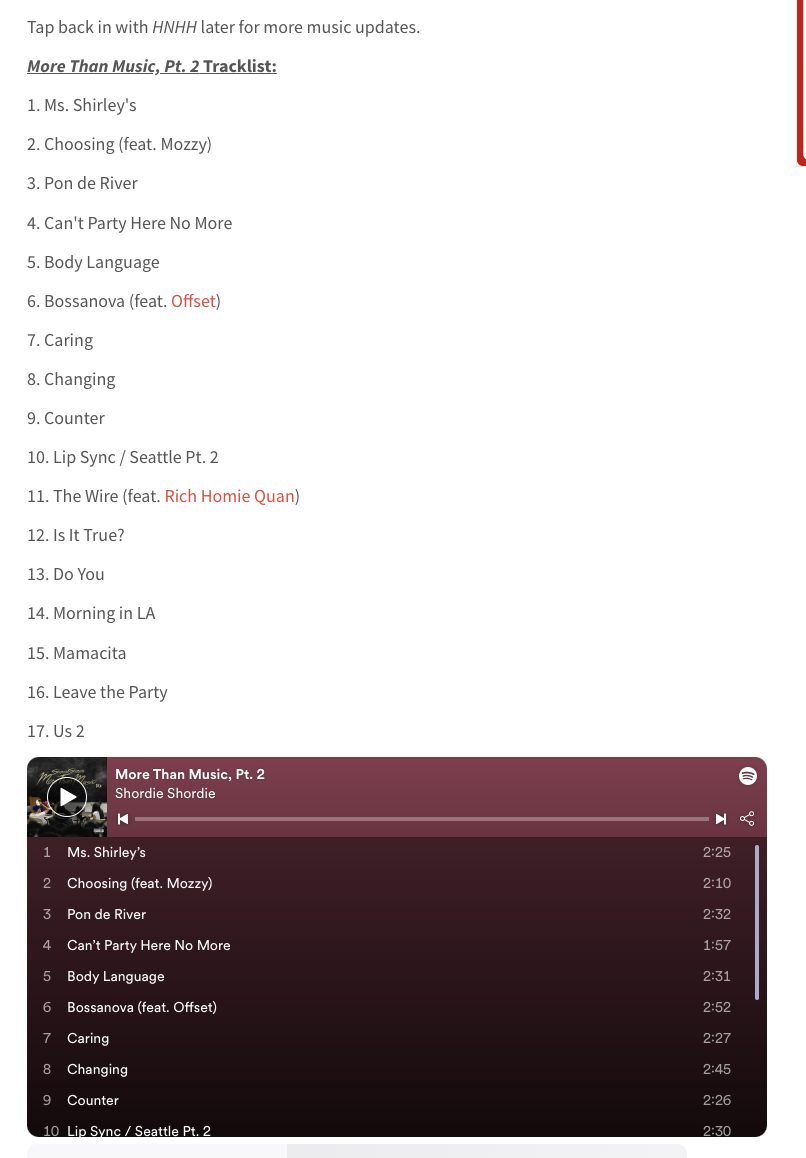 Tap back in with HNHH later for more music updates.
More Than Music, Pt. 2 Tracklist:
1. Ms. Shirley's
2. Choosing (feat. Mozzy)
3. Pon de River
4. Can't Party Here No More
5. Body Language
6. Bossanova (feat. Offset)
7. Caring
8. Changing
9. Counter
10. Lip Sync / Seattle Pt. 2
11. The Wire (feat. Rich Homie Quan)
12. Is It True?
13. Do You
14. Morning in LA
15. Mamacita
16. Leave the Party
17. Us 2
More Than Music, Pt. 2
Shordie Shordie
1 Ms. Shirley’s 2:25
2 Choosing (feat. Mozzy) 2:10
3 Pon de River 2:32
4 Can’t Party Here No More 1:57
5 Body Language 2:31
6 Bossanova (feat. Offset) 2:52
7 Caring 2:27
8 Changing 2:45
9 Counter 2:26
10 Lip Sync / Seattle Pt. 2 2:30